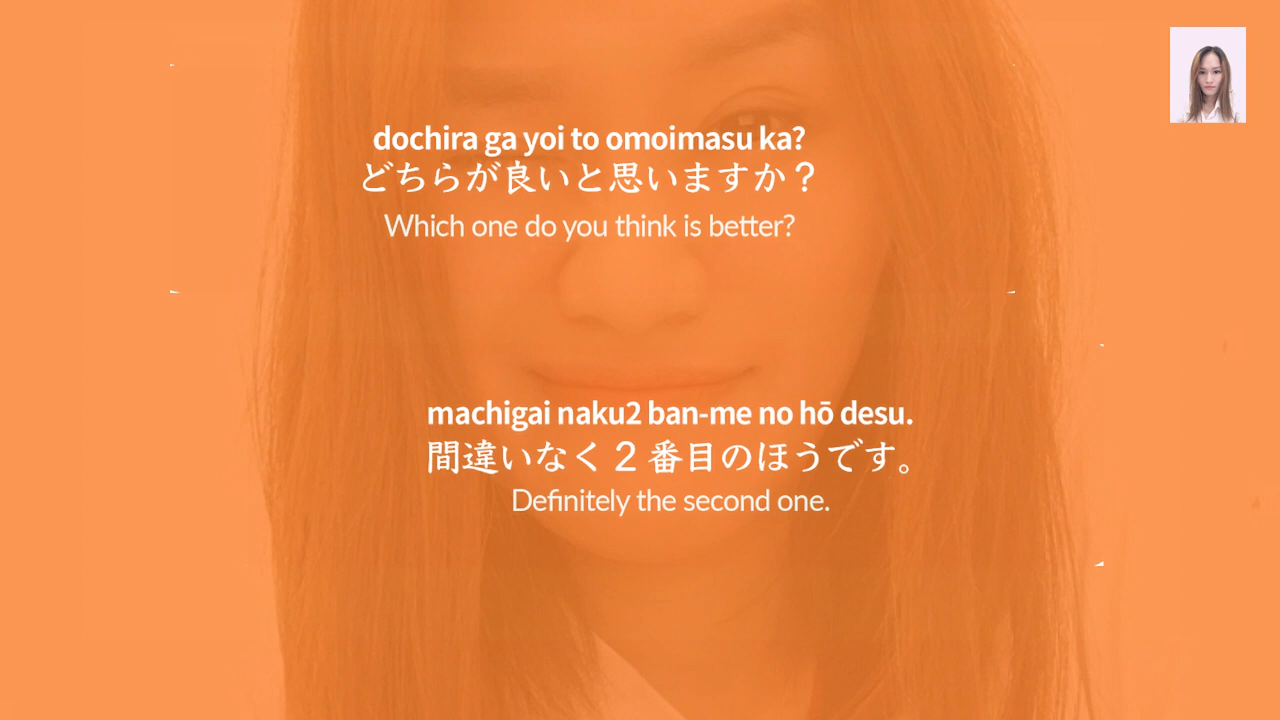 dochira ga yoi to omoimasu ka?
どちらが良いと思いますか？
Which one do you think is better?
machigai naku2 ban-me no hō desu.
間違いなく２番目のほうです。
Definitely the second one.